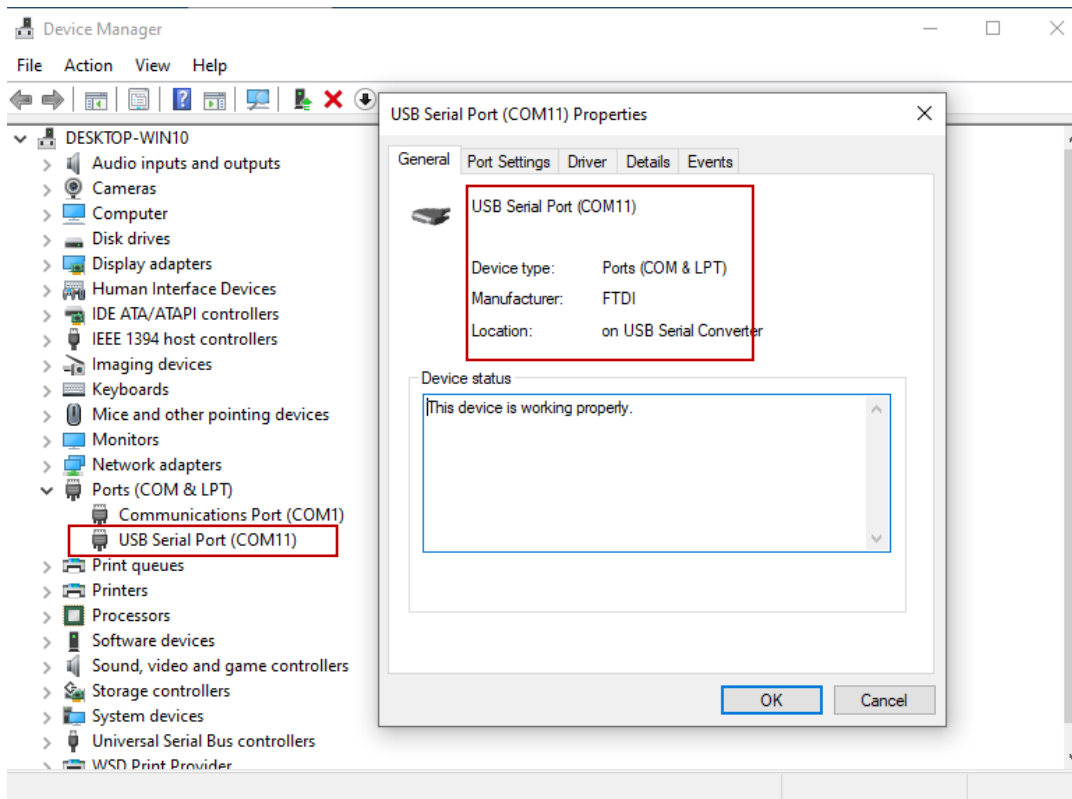 Device Manager
File Action View Help
DESKTOP-WIN10
Audio inputs and outputs
Cameras
Computer
Disk drives
Display adapters
Human Interface Devices
IDE ATA/ATAPI controllers
IEEE 1394 host controllers
Imaging devices
Keyboards
Mice and other pointing devices
Monitors
Network adapters
Ports (COM & LPT)
Communications Port (COM1)
USB Serial Port (COM11)
Print queues
Printers
Processors
Software devices
Sound, video and game controllers
Storage controllers
System devices
Universal Serial Bus controllers
WSD Print Provider
USB Serial Port (COM11) Properties
General Port Settings Driver Details Events
USB Serial Port (COM11)
Device type: Ports (COM & LPT)
Manufacturer: FTDI
Location: on USB Serial Converter
Device status
This device is working properly.
OK Cancel